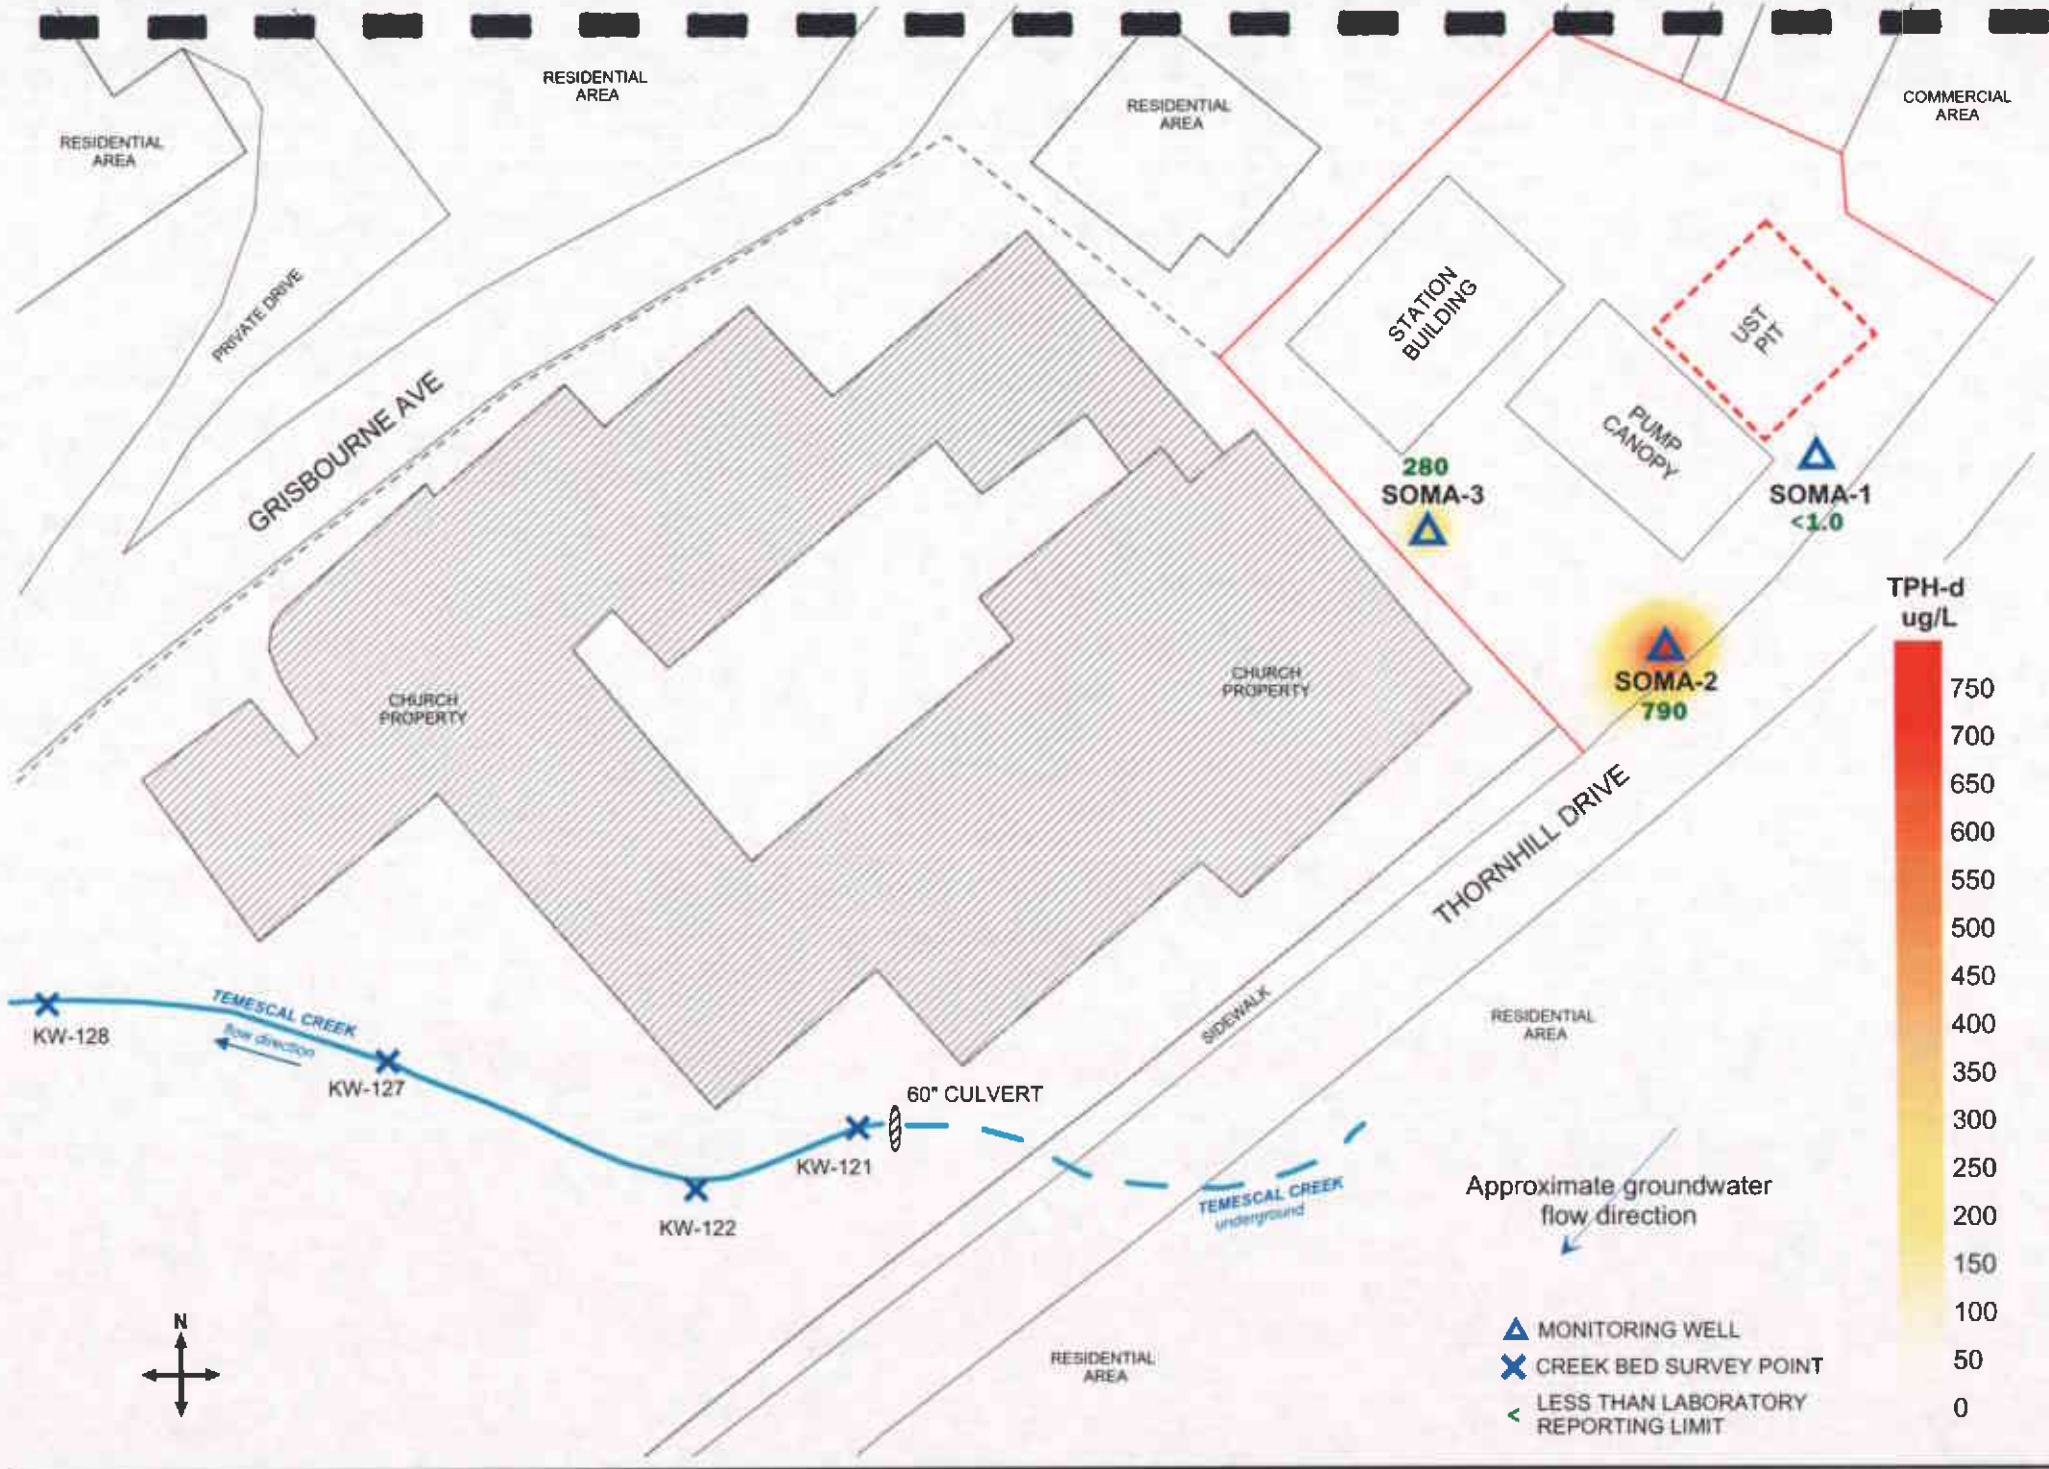 RESIDENTIAL
AREA
RESIDENTIAL
AREA
RESIDENTIAL
AREA
COMMERCIAL
AREA
PRIVATE DRIVE
GRISBOURNE AVE
STATION
BUILDING
UST
PIT
PUMP
CANOPY
280
SOMA-3
SOMA-1
<1.0
SOMA-2
790
CHURCH
PROPERTY
CHURCH
PROPERTY
THORNHILL DRIVE
SIDEWALK
RESIDENTIAL
AREA
TEMESCAL CREEK
flow direction
KW-128
KW-127
KW-122
KW-121
60" CULVERT
TEMESCAL CREEK
underground
RESIDENTIAL
AREA
Approximate groundwater
flow direction
N
TPH-d
ug/L
750
700
650
600
550
500
450
400
350
300
250
200
150
100
50
0
MONITORING WELL
CREEK BED SURVEY POINT
< LESS THAN LABORATORY
REPORTING LIMIT